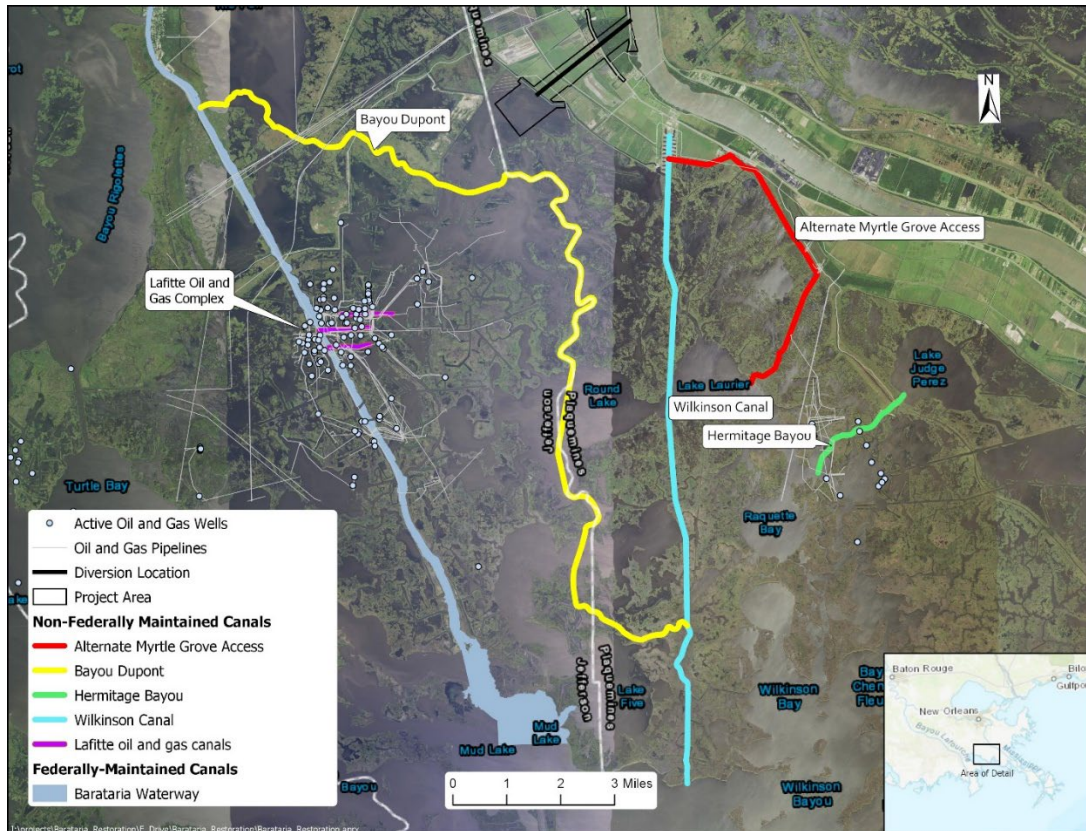 Plaquemines
N
Bayou Dupont
Bayou Rigolettes
Alternate Myrtle Grove Access
Lafitte Oil and
Gas Complex
Lake
Judge
Perez
Round
Lake
Lake Laurier
Wilkinson Canal
Jefferson
Plaquemines
Hermitage Bayou
Turtle Bay
Raquette
Bay
Active Oil and Gas Wells
Oil and Gas Pipelines
Diversion Location
Project Area
Non-Federally Maintained Canals
Alternate Myrtle Grove Access
Bayou Dupont
Hermitage Bayou
Wilkinson Canal
Lafitte oil and gas canals
Federally-Maintained Canals
Barataria Waterway
Jefferson
Plaquemines
Lake
Five
Wilkinson
Bay
Mud
Lake
Mud Lake
Bayou
Wilkinson
Bayou
0 1 2 3 Miles
Baton Rouge
New Orleans
Area of Detail